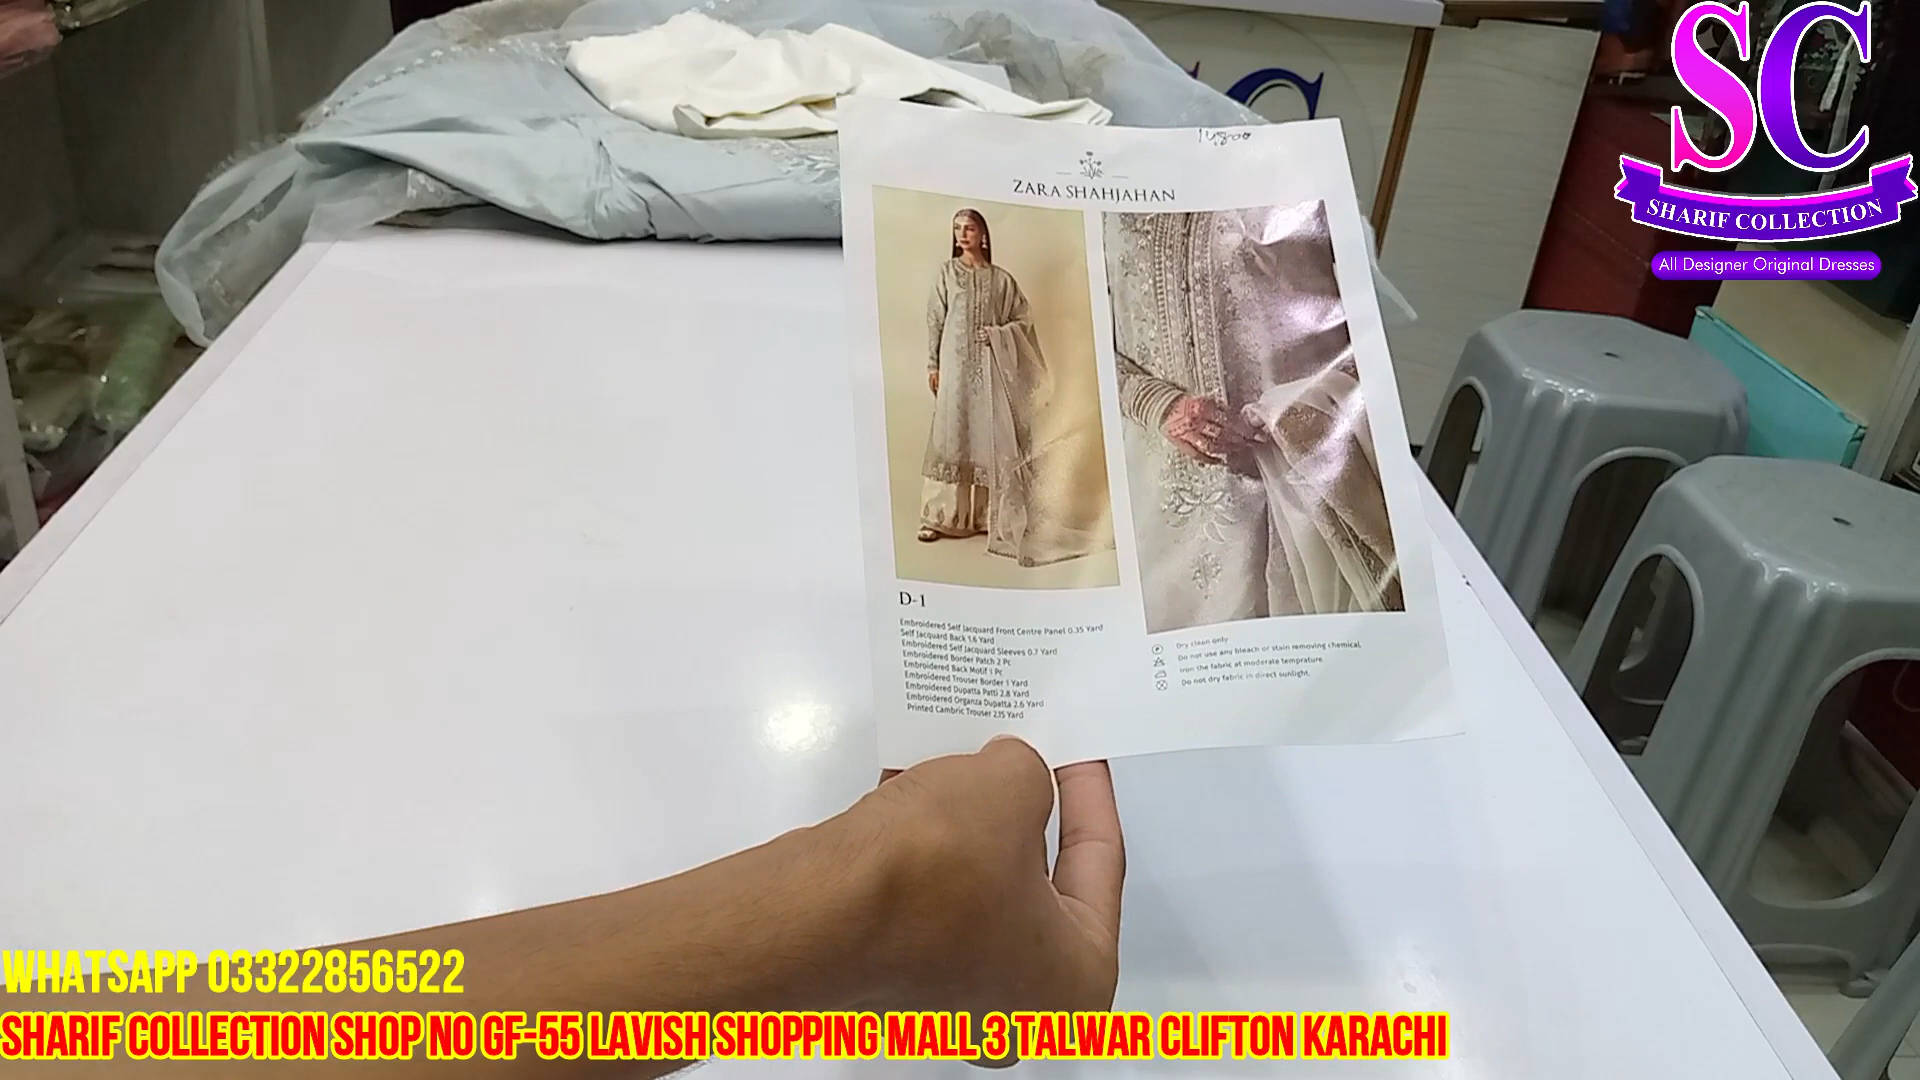 SC
SHARIF COLLECTION
All Designer Original Dresses
ZARA SHAHJAHAN
D-1
Embroidered Self Jacquard Front Centre Panel 0.35 Yard
Self Jacquard Back 1.6 Yard
Embroidered Self Jacquard Sleeves 0.7 Yard
Embroidered Border Patch 2 Pc
Embroidered Back Motif 1 Pc
Embroidered Trouser Border 1 Yard
Embroidered Dupatta Patti 2.8 Yard
Embroidered Organza Dupatta 2.6 Yard
Printed Cambric Trouser 2.15 Yard
Dry clean only
Do not use any bleach or stain removing chemical,
Iron the fabric at moderate temprature.
Do not dry fabric in direct sunlight.
WHATSAPP 03322856522
SHARIF COLLECTION SHOP NO GF-55 LAVISH SHOPPING MALL 3 TALWAR CLIFTON KARACHI